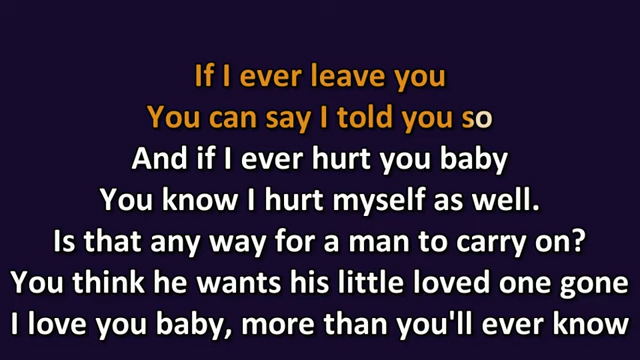 If I ever leave you
You can say I told you so
And if I ever hurt you baby
You know I hurt myself as well.
Is that any way for a man to carry on?
You think he wants his little loved one gone
I love you baby, more than you'll ever know